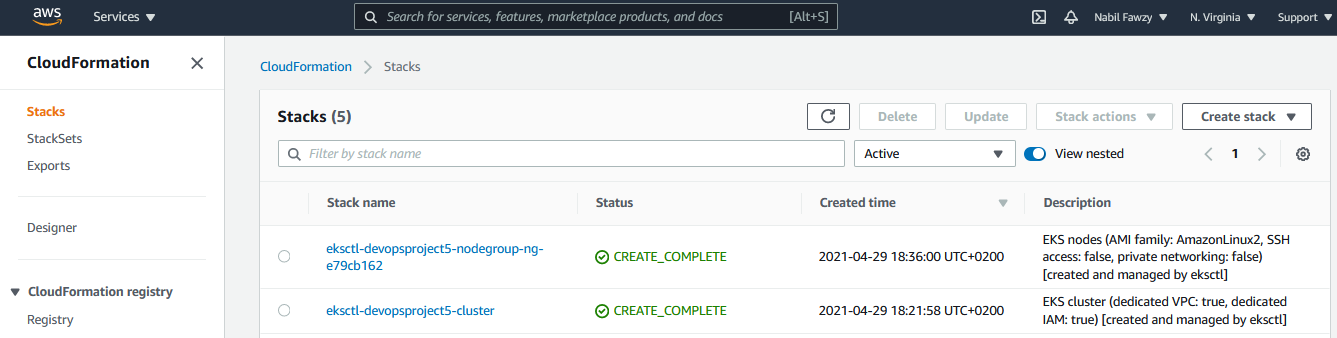 aws
Services
Search for services, features, marketplace products, and docs
[Alt+S]
Nabil Fawzy
N. Virginia
Support
CloudFormation
Stacks
StackSets
Exports
Designer
CloudFormation registry
Registry
CloudFormation
Stacks
Stacks (5)
Delete
Update
Stack actions
Create stack
Filter by stack name
Active
View nested
1
Stack name
Status
Created time
Description
eksctl-devopsproject5-nodegroup-ng-
e79cb162
CREATE_COMPLETE
2021-04-29 18:36:00 UTC+0200
EKS nodes (AMI family: AmazonLinux2, SSH
access: false, private networking: false)
[created and managed by eksctl]
eksctl-devopsproject5-cluster
CREATE_COMPLETE
2021-04-29 18:21:58 UTC+0200
EKS cluster (dedicated VPC: true, dedicated
IAM: true) [created and managed by eksctl]